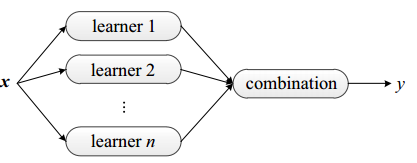 learner 1
x
learner 2
combination
y
⋮
learner n